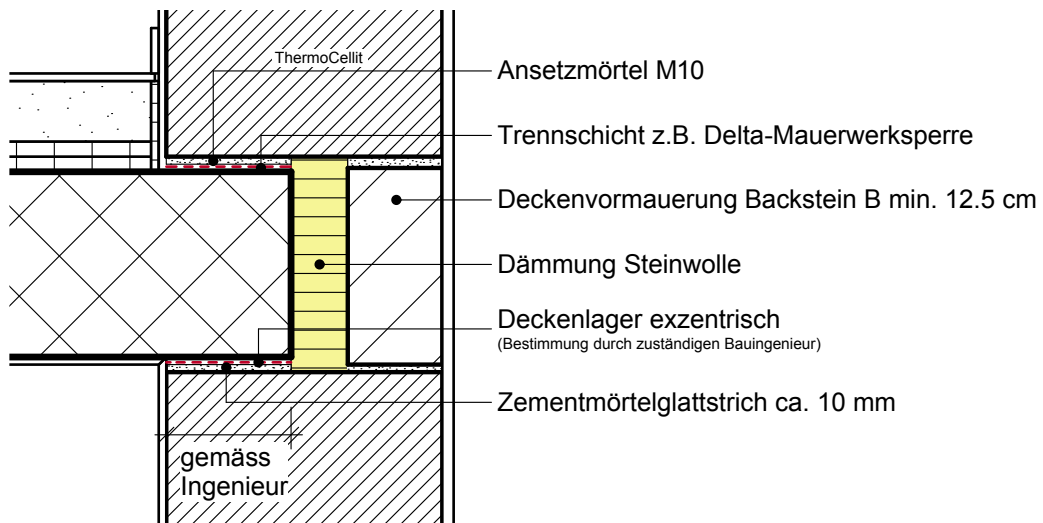 ThermoCellit
Ansetzmörtel M10
Trennschicht z.B. Delta-Mauerwerksperre
Deckenvormauerung Backstein B min. 12.5 cm
Dämmung Steinwolle
Deckenlager exzentrisch
(Bestimmung durch zuständigen Bauingenieur)
Zementmörtelglattstrich ca. 10 mm
gemäss
Ingenieur